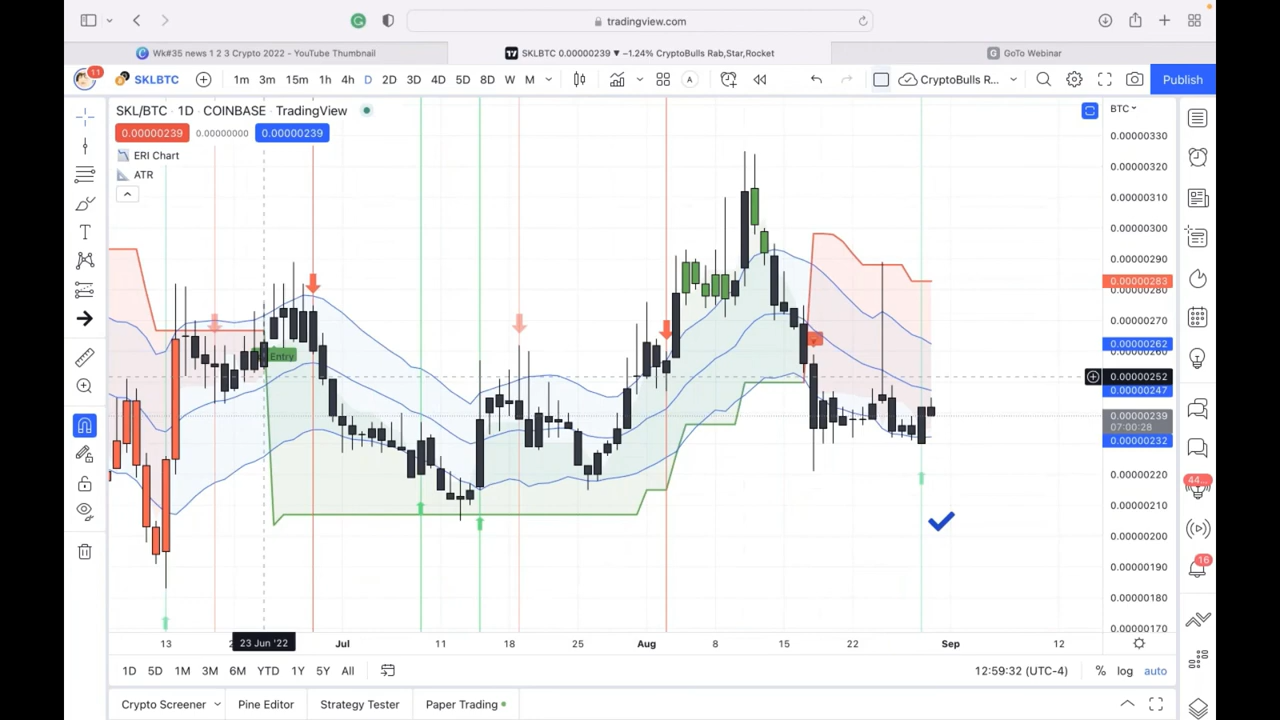 tradingview.com
Wk#35 news 1 2 3 Crypto 2022 - YouTube Thumbnail
SKLBTC 0.00000239 ▼ −1.24% CryptoBulls Rab,Star,Rocket
GoTo Webinar
11
SKLBTC
1m 3m 15m 1h 4h D 2D 3D 4D 5D 8D W M
CryptoBulls R...
Publish
SKL/BTC · 1D · COINBASE · TradingView
BTC
0.00000239 0.00000000 0.00000239
ERI Chart
ATR
0.00000330
0.00000320
0.00000310
0.00000300
0.00000290
0.00000283
0.00000280
0.00000270
0.00000262
Entry
0.00000252
0.00000247
0.00000239
07:00:28
0.00000232
0.00000220
0.00000210
0.00000200
0.00000190
0.00000180
0.00000170
44...
16
13 23 Jun '22 Jul 11 18 25 Aug 8 15 22 Sep 12
1D 5D 1M 3M 6M YTD 1Y 5Y All
12:59:32 (UTC-4) % log auto
Crypto Screener Pine Editor Strategy Tester Paper Trading